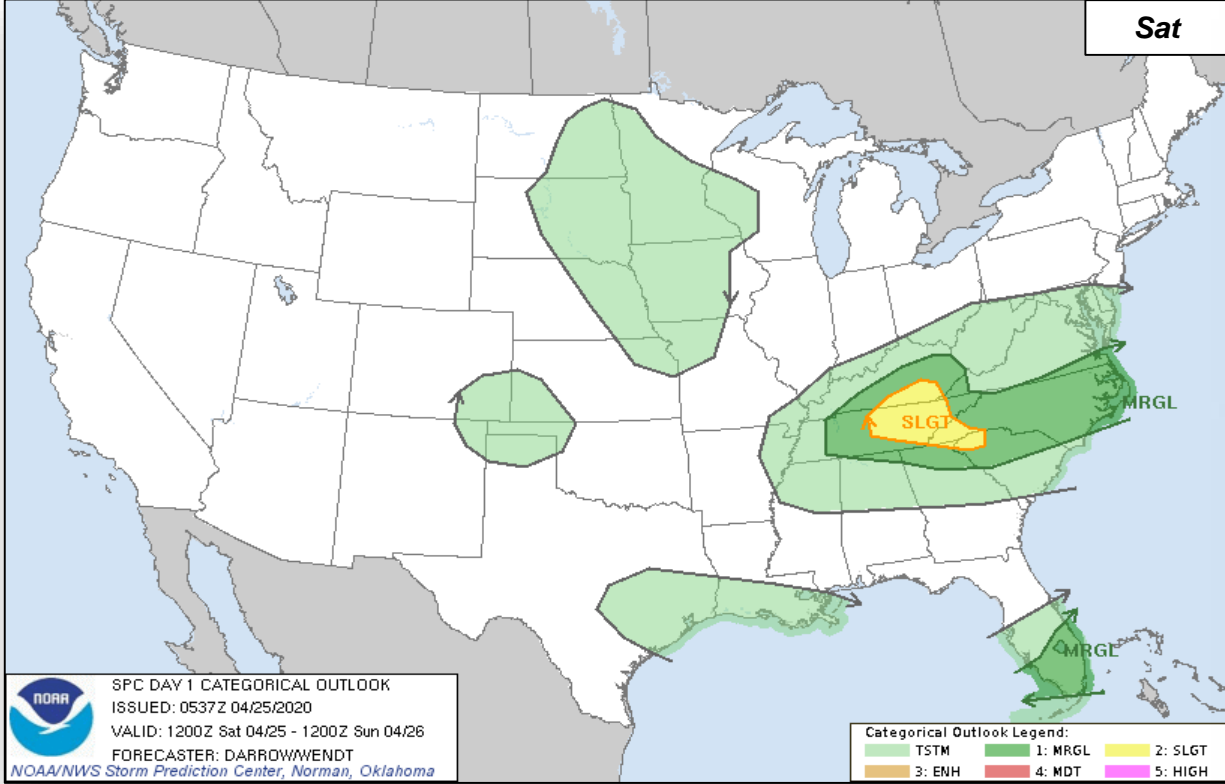 Sat
MRGL
SLGT
MRGL
NOAA
SPC DAY 1 CATEGORICAL OUTLOOK
ISSUED: 0537Z 04/25/2020
VALID: 1200Z Sat 04/25 - 1200Z Sun 04/26
FORECASTER: DARROW/WENDT
NOAA/NWS Storm Prediction Center, Norman, Oklahoma
Categorical Outlook Legend:
TSTM 1: MRGL 2: SLGT
3: ENH 4: MDT 5: HIGH